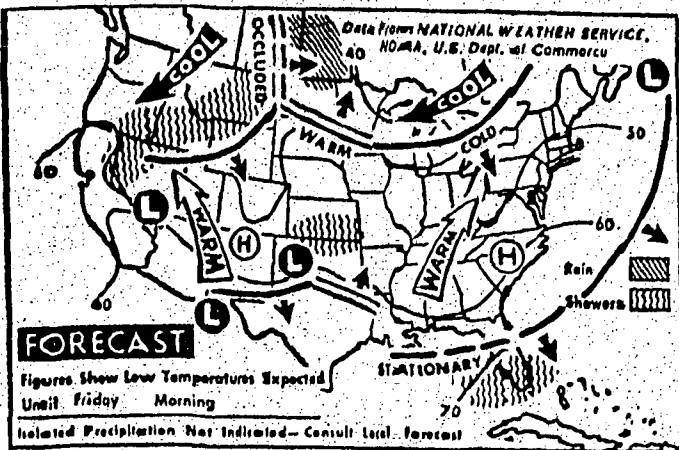 Data From NATIONAL WEATHER SERVICE,
NOAA, U.S. Dept. of Commerce
OCCLUDED
40
COOL
L
COOL
WARM
COLD
50
60
L
WARM
H
L
WARM
H
60.
Rain
Showers
60
L
FORECAST
Figures Show Low Temperatures Expected
Until Friday Morning
STATIONARY
70
Isolated Precipitation Not Indicated – Consult Local Forecast